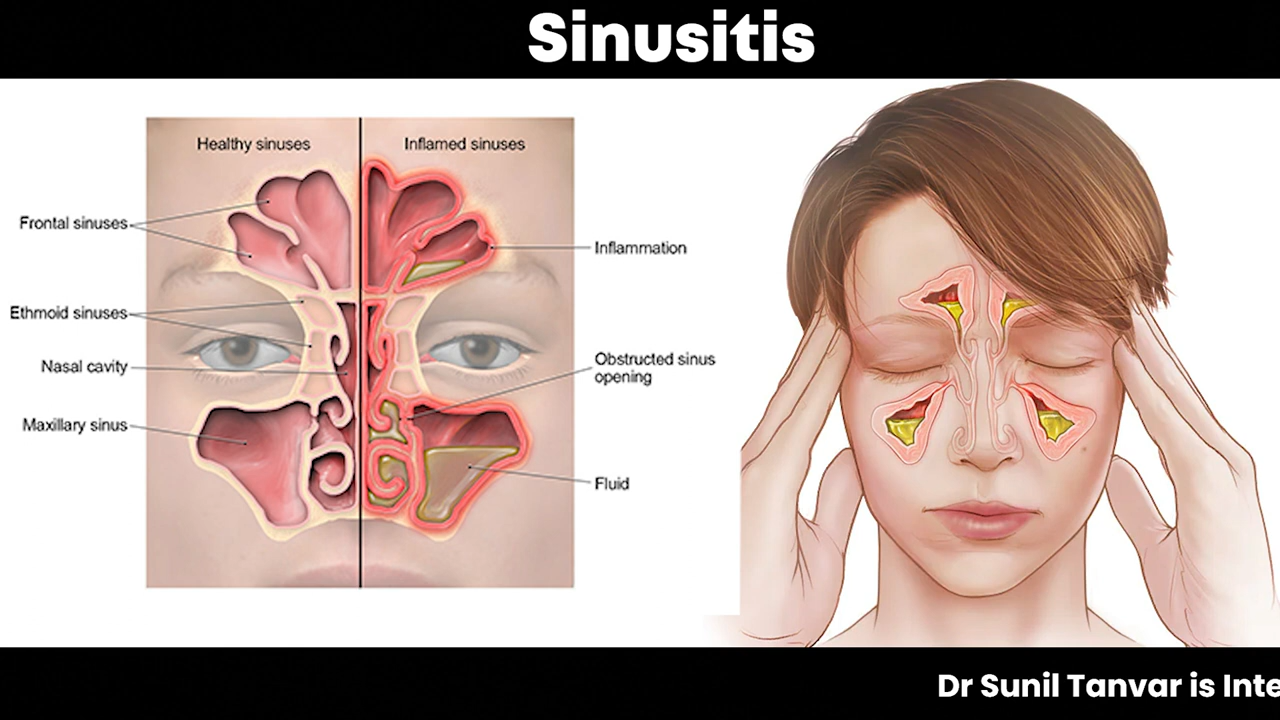 Sinusitis
Healthy sinuses
Inflamed sinuses
Frontal sinuses
Ethmoid sinuses
Nasal cavity
Maxillary sinus
Inflammation
Obstructed sinus
opening
Fluid
Dr Sunil Tanvar is Inte